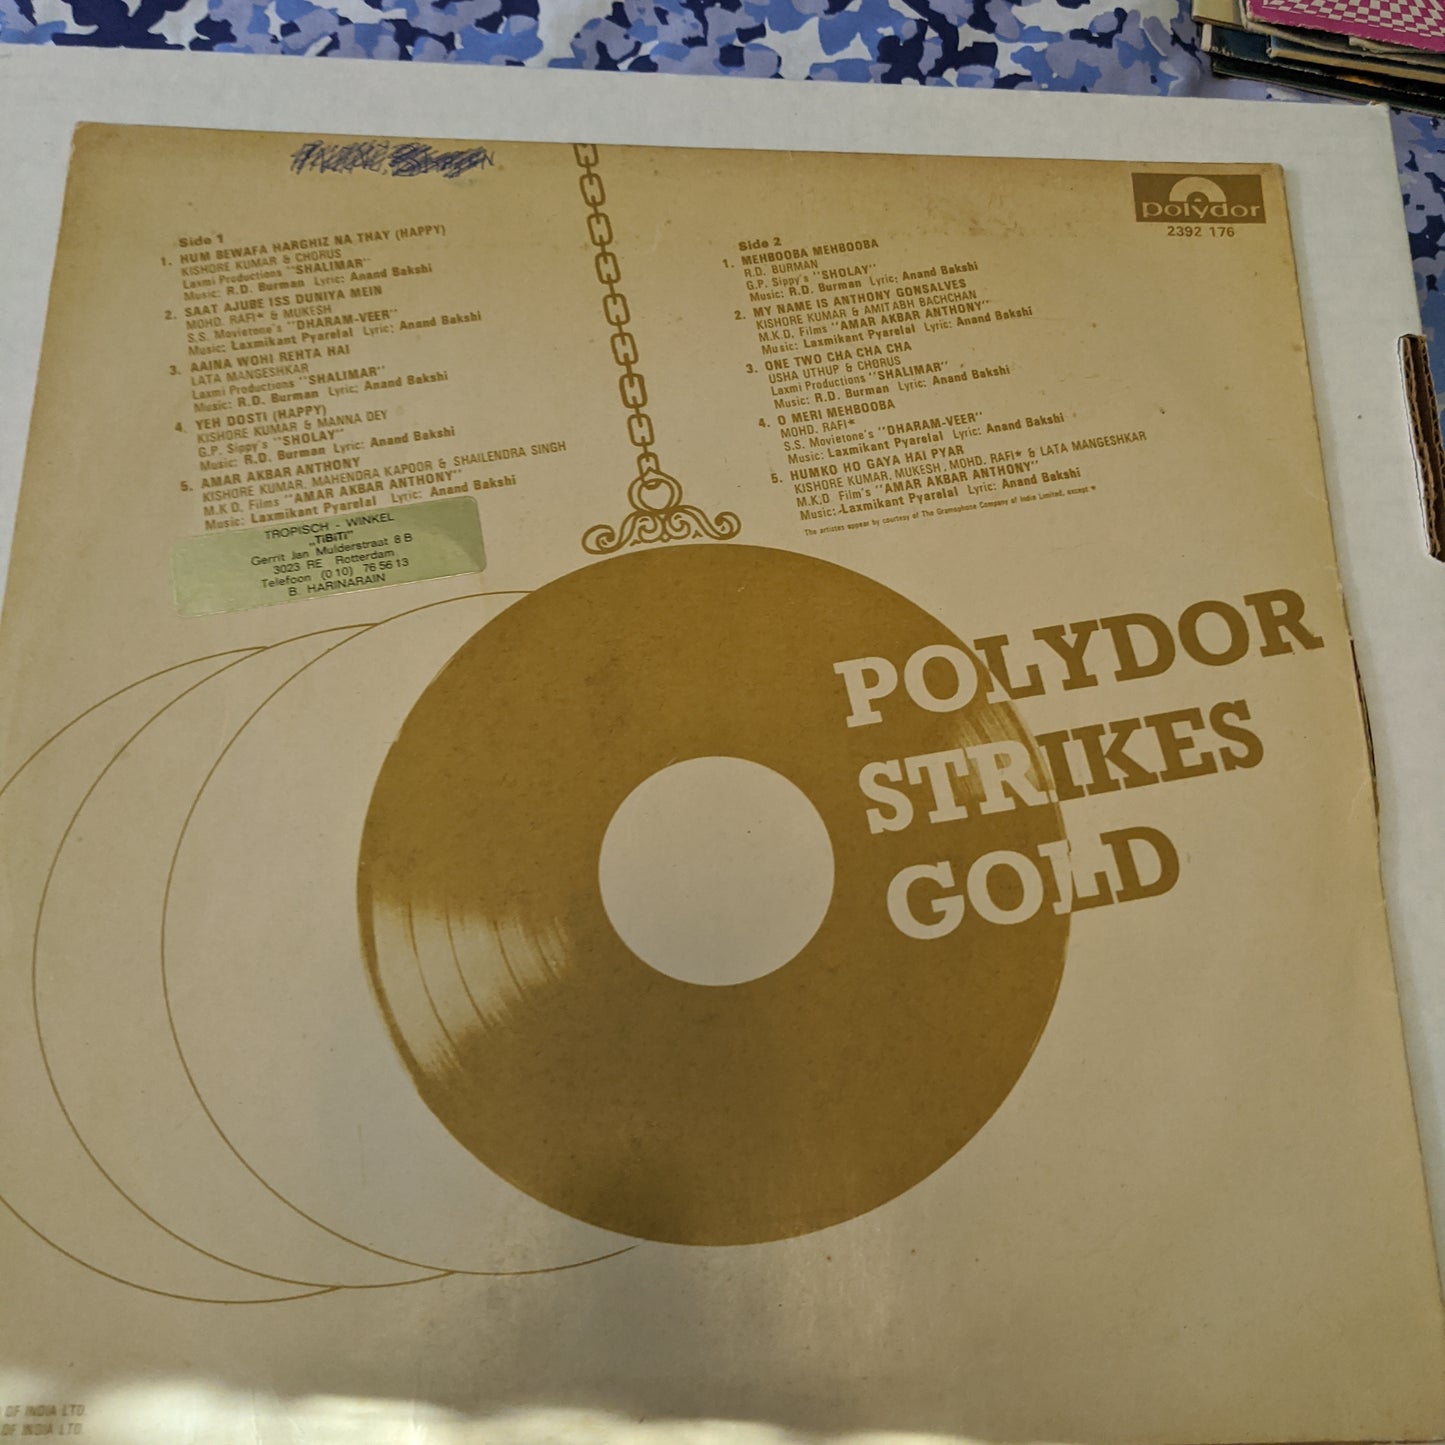 polydor
2392 176
Side 1
1. HUM BEWAFA HARGHIZ NA THAY (HAPPY)
KISHORE KUMAR & CHORUS
Laxmi Productions "SHALIMAR"
Music: R.D. Burman Lyric: Anand Bakshi
2. SAAT AJUBE ISS DUNIYA MEIN
MOHD. RAFI* & MUKESH
S.S. Movietone's "DHARAM-VEER"
Music: Laxmikant Pyarelal Lyric: Anand Bakshi
3. AAINA WOHI REHTA HAI
LATA MANGESHKAR
Laxmi Productions "SHALIMAR"
Music: R.D. Burman Lyric: Anand Bakshi
4. YEH DOSTI (HAPPY)
KISHORE KUMAR & MANNA DEY
G.P. Sippy's "SHOLAY"
Music: R.D. Burman Lyric: Anand Bakshi
5. AMAR AKBAR ANTHONY
KISHORE KUMAR, MAHENDRA KAPOOR & SHAILENDRA SINGH
M.K.D. Films "AMAR AKBAR ANTHONY"
Music: Laxmikant Pyarelal Lyric: Anand Bakshi
TROPISCH - WINKEL
„TiBiTi"
Gerrit Jan Mulderstraat 8 B
3023 RE Rotterdam
Telefoon (0 10) 76 56 13
B. HARINARAIN
Side 2
1. MEHBOOBA MEHBOOBA
R.D. BURMAN
G.P. Sippy's "SHOLAY"
Music: R.D. Burman Lyric: Anand Bakshi
2. MY NAME IS ANTHONY GONSALVES
KISHORE KUMAR & AMITABH BACHCHAN
M.K.D. Films "AMAR AKBAR ANTHONY"
Music: Laxmikant Pyarelal Lyric: Anand Bakshi
3. ONE TWO CHA CHA CHA
USHA UTHUP & CHORUS
Laxmi Productions "SHALIMAR"
Music: R.D. Burman Lyric: Anand Bakshi
4. O MERI MEHBOOBA
MOHD. RAFI*
S.S. Movietone's "DHARAM-VEER"
Music: Laxmikant Pyarelal Lyric: Anand Bakshi
5. HUMKO HO GAYA HAI PYAR
KISHORE KUMAR, MUKESH, MOHD. RAFI* & LATA MANGESHKAR
M.K.D Film's "AMAR AKBAR ANTHONY"
Music: Laxmikant Pyarelal Lyric: Anand Bakshi
The artistes appear by courtesy of The Gramophone Company of India Limited, except *
POLYDOR
STRIKES
GOLD
OF INDIA LTD.
OF INDIA LTD.